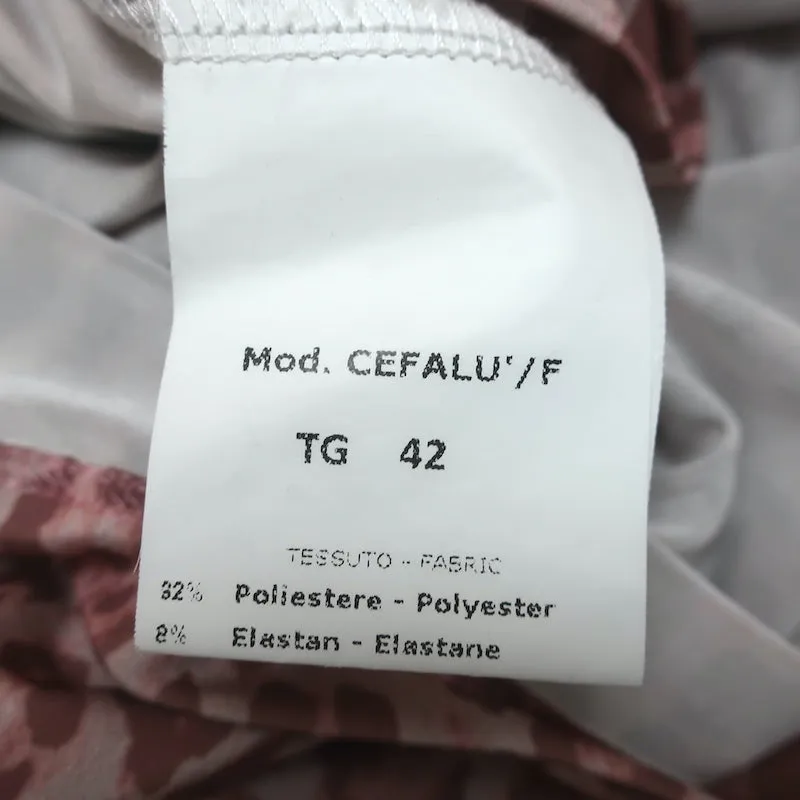 Mod. CEFALU'/F
TG 42
TESSUTO - FABRIC
92% Poliestere - Polyester
8% Elastan - Elastane